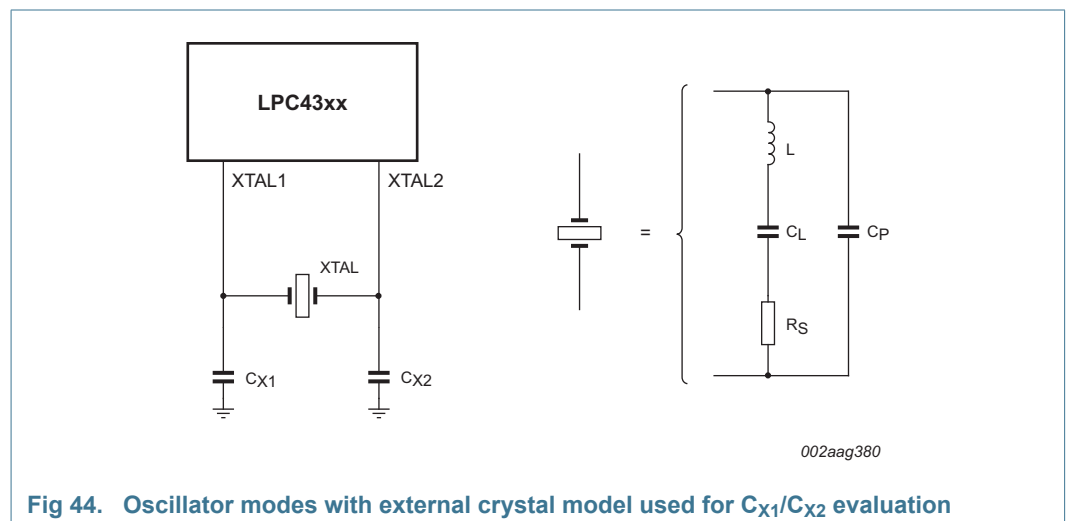 LPC43xx
XTAL1
XTAL2
XTAL
CX1
CX2
=
L
CL
CP
RS
002aag380
Fig 44. Oscillator modes with external crystal model used for CX1/CX2 evaluation